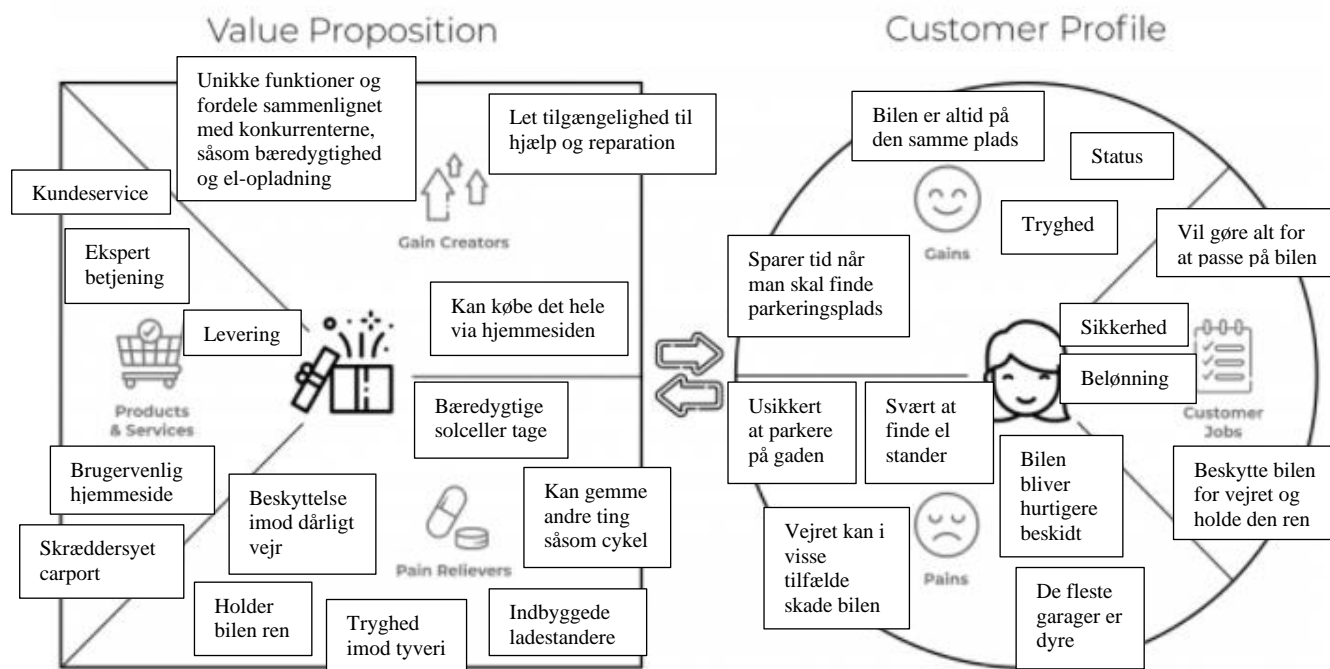 Value Proposition
Unikke funktioner og
fordele sammenlignet
med konkurrenterne,
såsom bæredygtighed
og el-opladning
Let tilgængelighed til
hjælp og reparation
Kundeservice
Gain Creators
Ekspert
betjening
Kan købe det hele
via hjemmesiden
Levering
Products
& Services
Bæredygtige
solceller tage
Brugervenlig
hjemmeside
Beskyttelse
imod dårligt
vejr
Kan gemme
andre ting
såsom cykel
Skræddersyet
carport
Pain Relievers
Holder
bilen ren
Tryghed
imod tyveri
Indbyggede
ladestandere
Customer Profile
Bilen er altid på
den samme plads
Status
Tryghed
Gains
Vil gøre alt for
at passe på bilen
Sparer tid når
man skal finde
parkeringsplads
Sikkerhed
Belønning
Customer
Jobs
Usikkert
at parkere
på gaden
Svært at
finde el
stander
Bilen
bliver
hurtigere
beskidt
Beskytte bilen
for vejret og
holde den ren
Vejret kan i
visse
tilfælde
skade bilen
Pains
De fleste
garager er
dyre